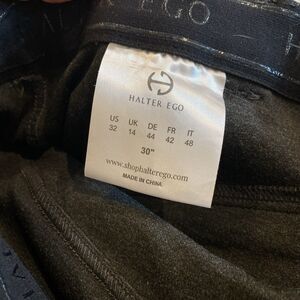 HALTER EGO
HALTER EGO
US UK DE FR IT
32 14 44 42 48
30"
www.shophalterego.com
MADE IN CHINA